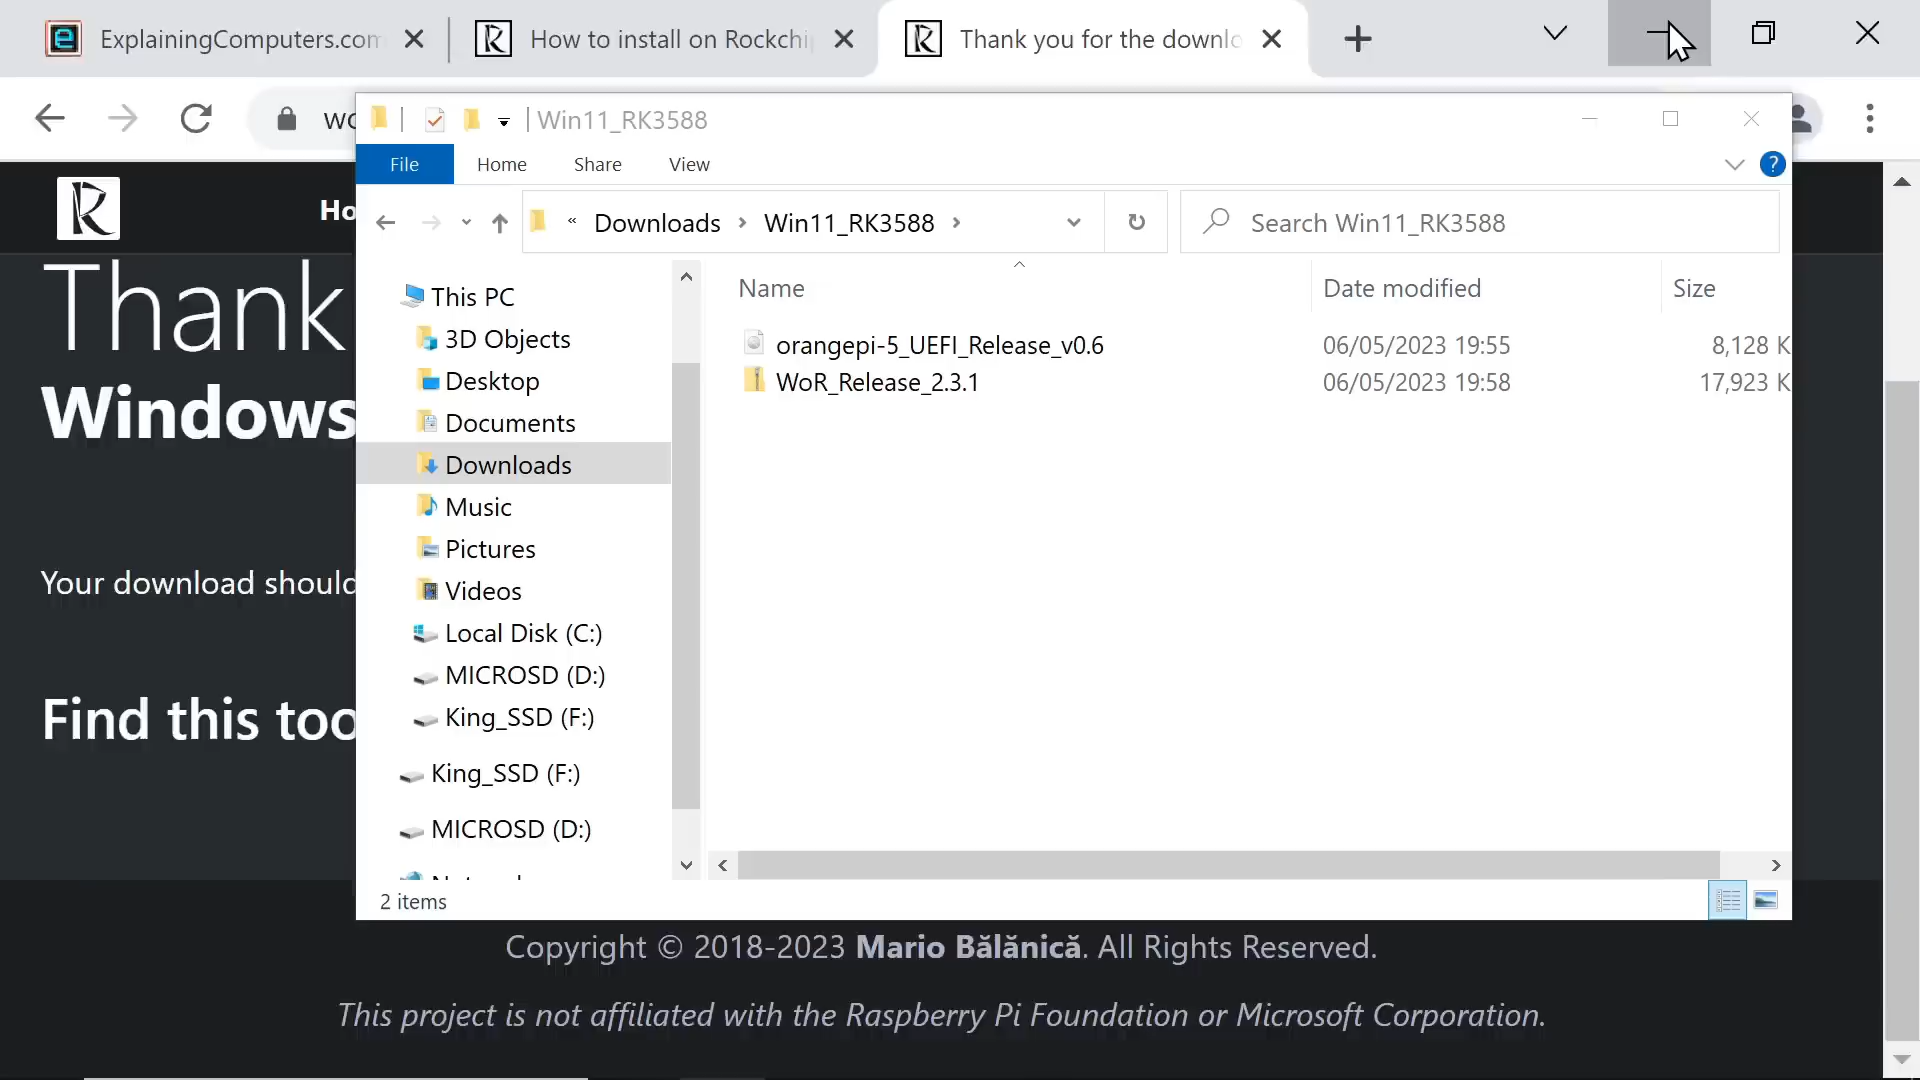 ExplainingComputers.com
How to install on Rockchip
Thank you for the downlo
wo
Win11_RK3588
File Home Share View
?
Ho
« Downloads › Win11_RK3588 ›
Search Win11_RK3588
Name Date modified Size
Thank
Windows
Your download should
Find this too
This PC
3D Objects
Desktop
Documents
Downloads
Music
Pictures
Videos
Local Disk (C:)
MICROSD (D:)
King_SSD (F:)
King_SSD (F:)
MICROSD (D:)
orangepi-5_UEFI_Release_v0.6 06/05/2023 19:55 8,128 K
WoR_Release_2.3.1 06/05/2023 19:58 17,923 K
2 items
Copyright © 2018-2023 Mario Bălănică. All Rights Reserved.
This project is not affiliated with the Raspberry Pi Foundation or Microsoft Corporation.